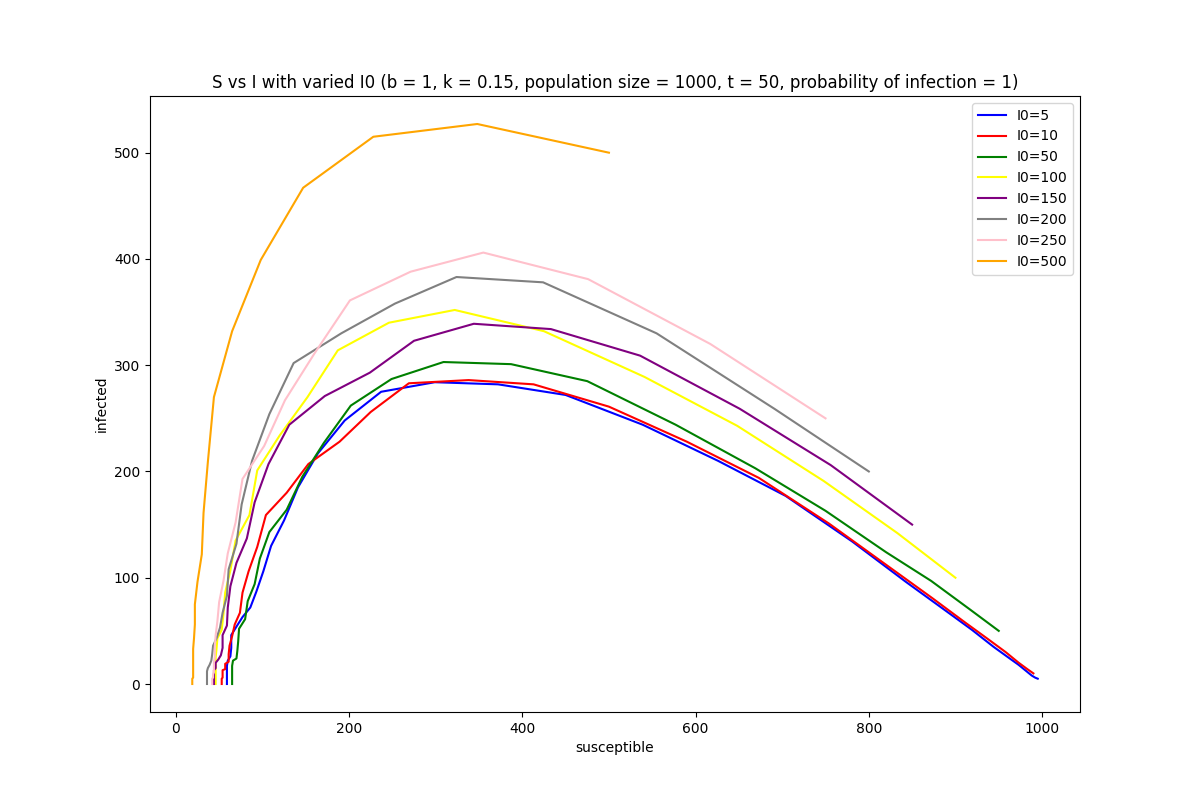 S vs I with varied I0 (b = 1, k = 0.15, population size = 1000, t = 50, probability of infection = 1)
I0=5
I0=10
I0=50
I0=100
I0=150
I0=200
I0=250
I0=500
500
400
300
200
100
0
infected
0 200 400 600 800 1000
susceptible